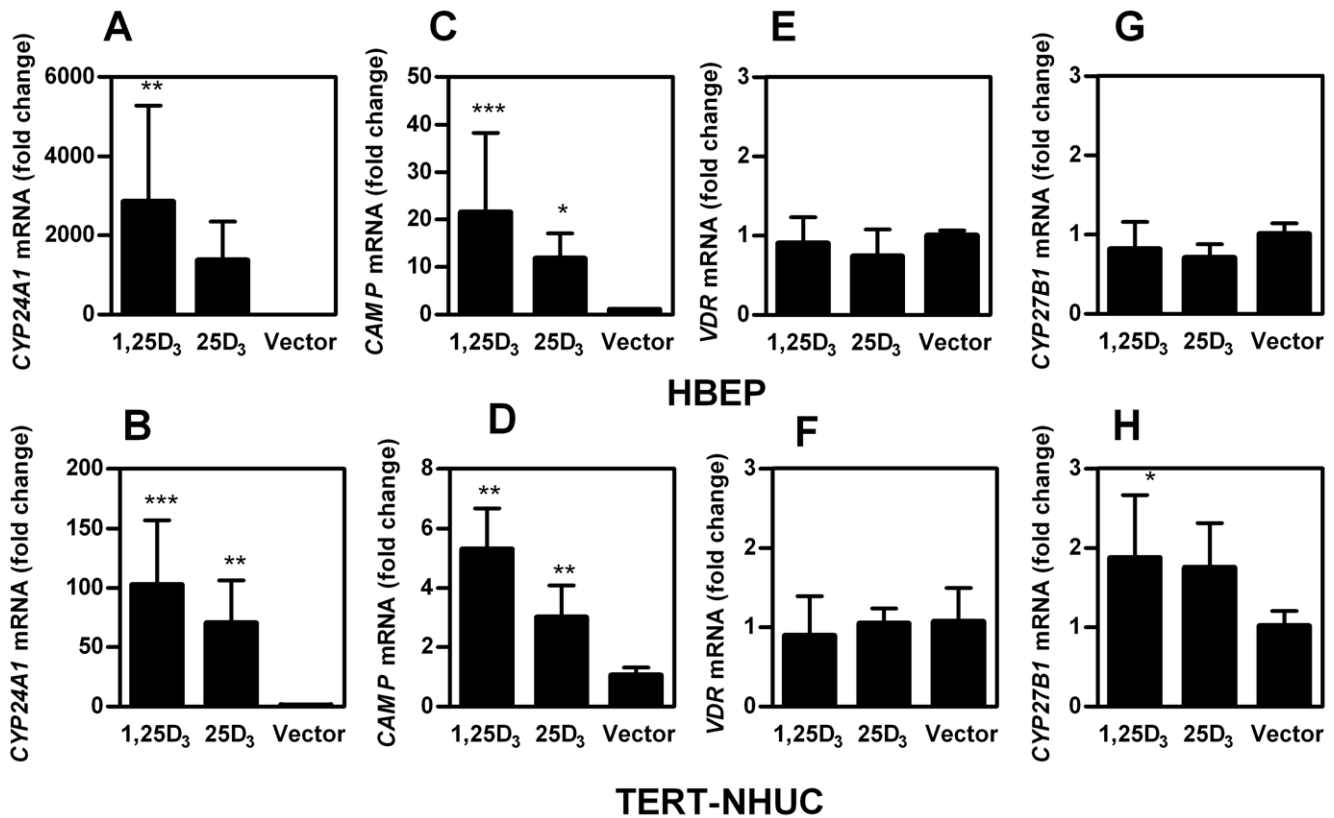 A
CYP24A1 mRNA (fold change)
6000
4000
2000
0
**
1,25D₃ 25D₃ Vector
C
CAMP mRNA (fold change)
50
40
30
20
10
0
***
*
1,25D₃ 25D₃ Vector
E
VDR mRNA (fold change)
3
2
1
0
1,25D₃ 25D₃ Vector
G
CYP27B1 mRNA (fold change)
3
2
1
0
1,25D₃ 25D₃ Vector
HBEP
B
CYP24A1 mRNA (fold change)
200
150
100
50
0
***
**
1,25D₃ 25D₃ Vector
D
CAMP mRNA (fold change)
8
6
4
2
0
**
**
1,25D₃ 25D₃ Vector
F
VDR mRNA (fold change)
3
2
1
0
1,25D₃ 25D₃ Vector
H
CYP27B1 mRNA (fold change)
3
2
1
0
*
1,25D₃ 25D₃ Vector
TERT-NHUC